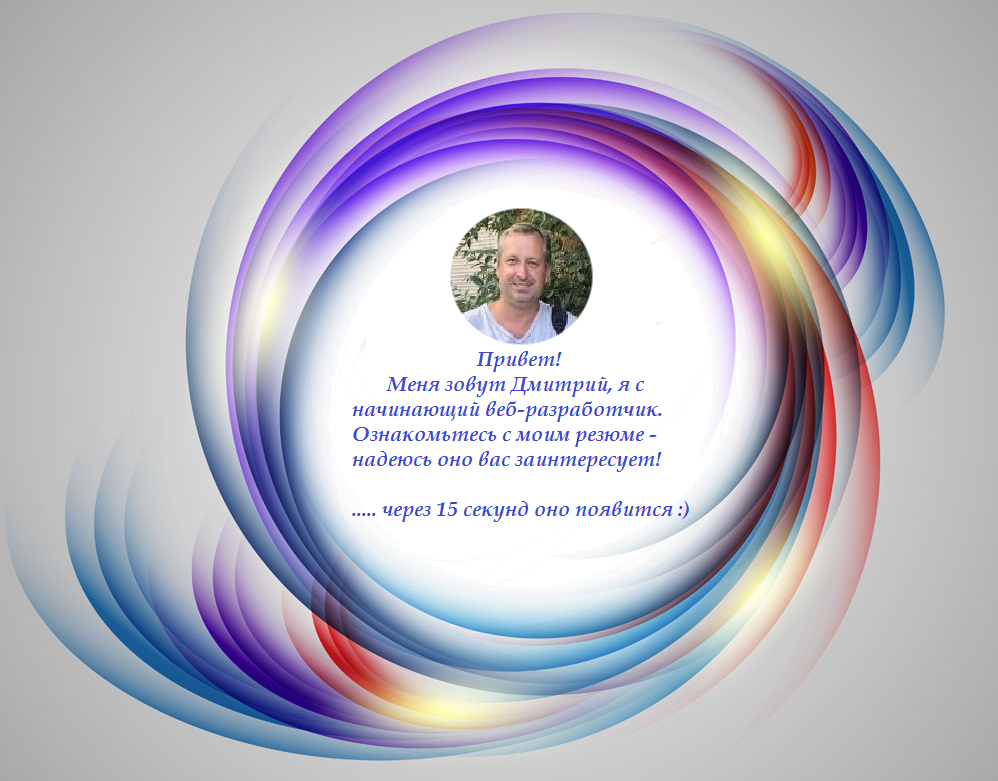 Привет!
Меня зовут Дмитрий, я с
начинающий веб-разработчик.
Ознакомьтесь с моим резюме -
надеюсь оно вас заинтересует!
..... через 15 секунд оно появится :)